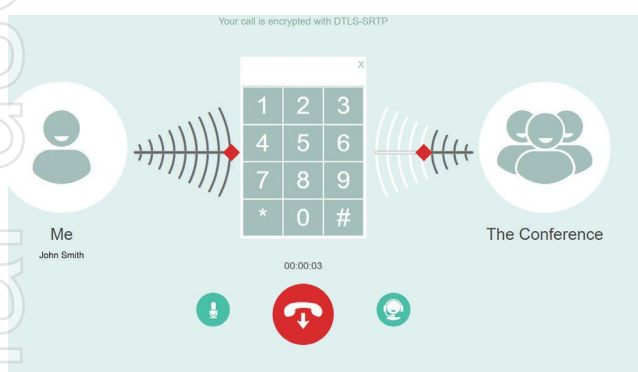 Your call is encrypted with DTLS-SRTP
X
1 2 3
4 5 6
7 8 9
* 0 #
Me
John Smith
The Conference
00:00:03